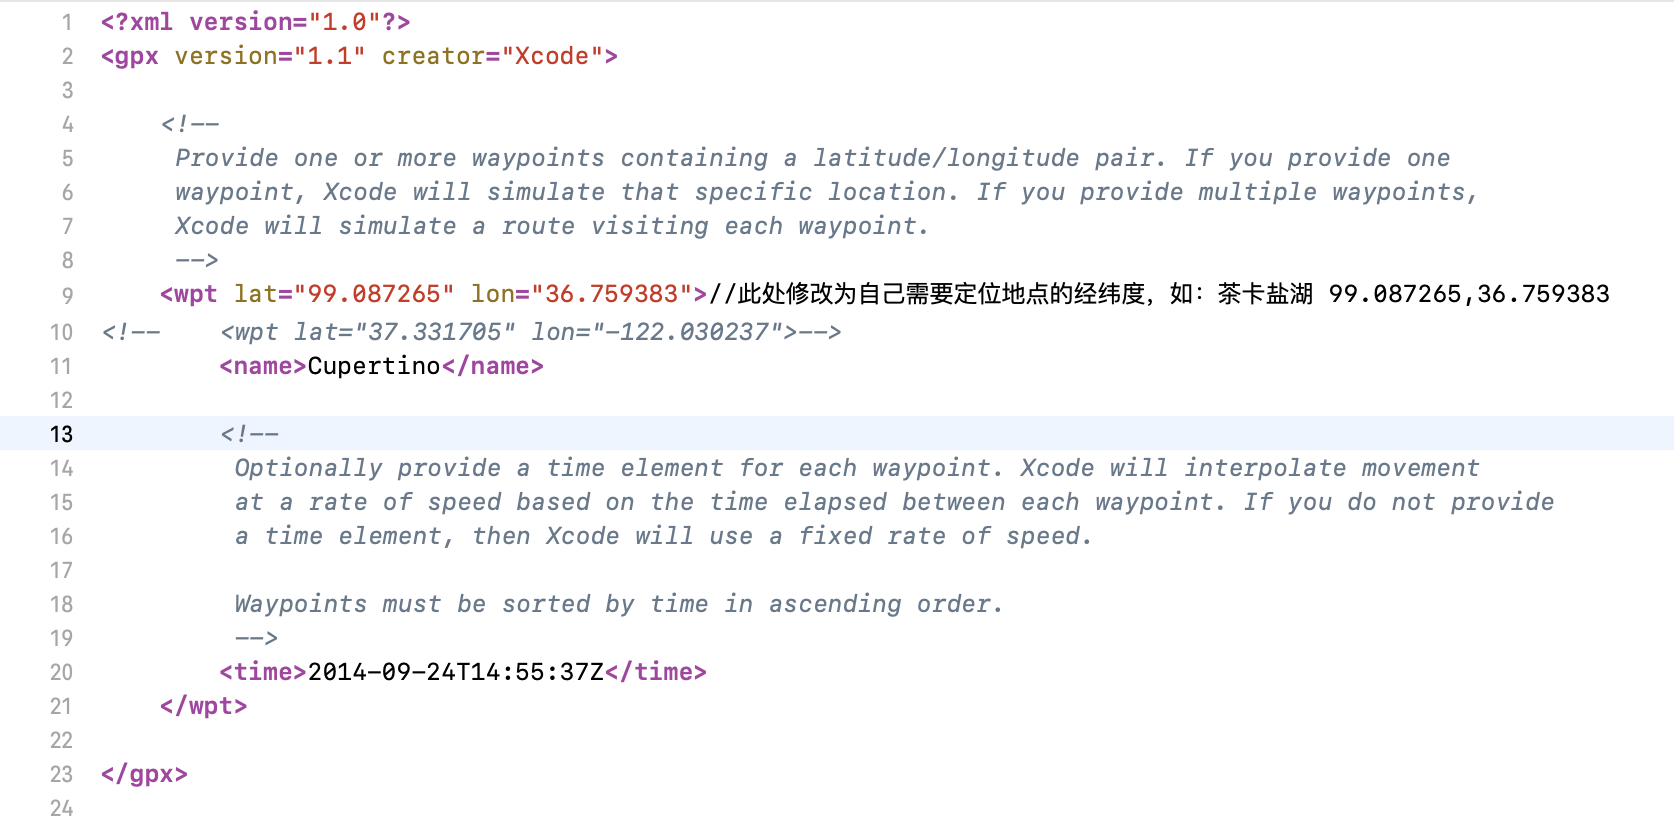 1 <?xml version="1.0"?>
2 <gpx version="1.1" creator="Xcode">
3
4 <!--
5 Provide one or more waypoints containing a latitude/longitude pair. If you provide one
6 waypoint, Xcode will simulate that specific location. If you provide multiple waypoints,
7 Xcode will simulate a route visiting each waypoint.
8 -->
9 <wpt lat="99.087265" lon="36.759383">//此处修改为自己需要定位地点的经纬度，如：茶卡盐湖 99.087265,36.759383
10 <!-- <wpt lat="37.331705" lon="-122.030237">-->
11 <name>Cupertino</name>
12
13 <!--
14 Optionally provide a time element for each waypoint. Xcode will interpolate movement
15 at a rate of speed based on the time elapsed between each waypoint. If you do not provide
16 a time element, then Xcode will use a fixed rate of speed.
17
18 Waypoints must be sorted by time in ascending order.
19 -->
20 <time>2014-09-24T14:55:37Z</time>
21 </wpt>
22
23 </gpx>
24